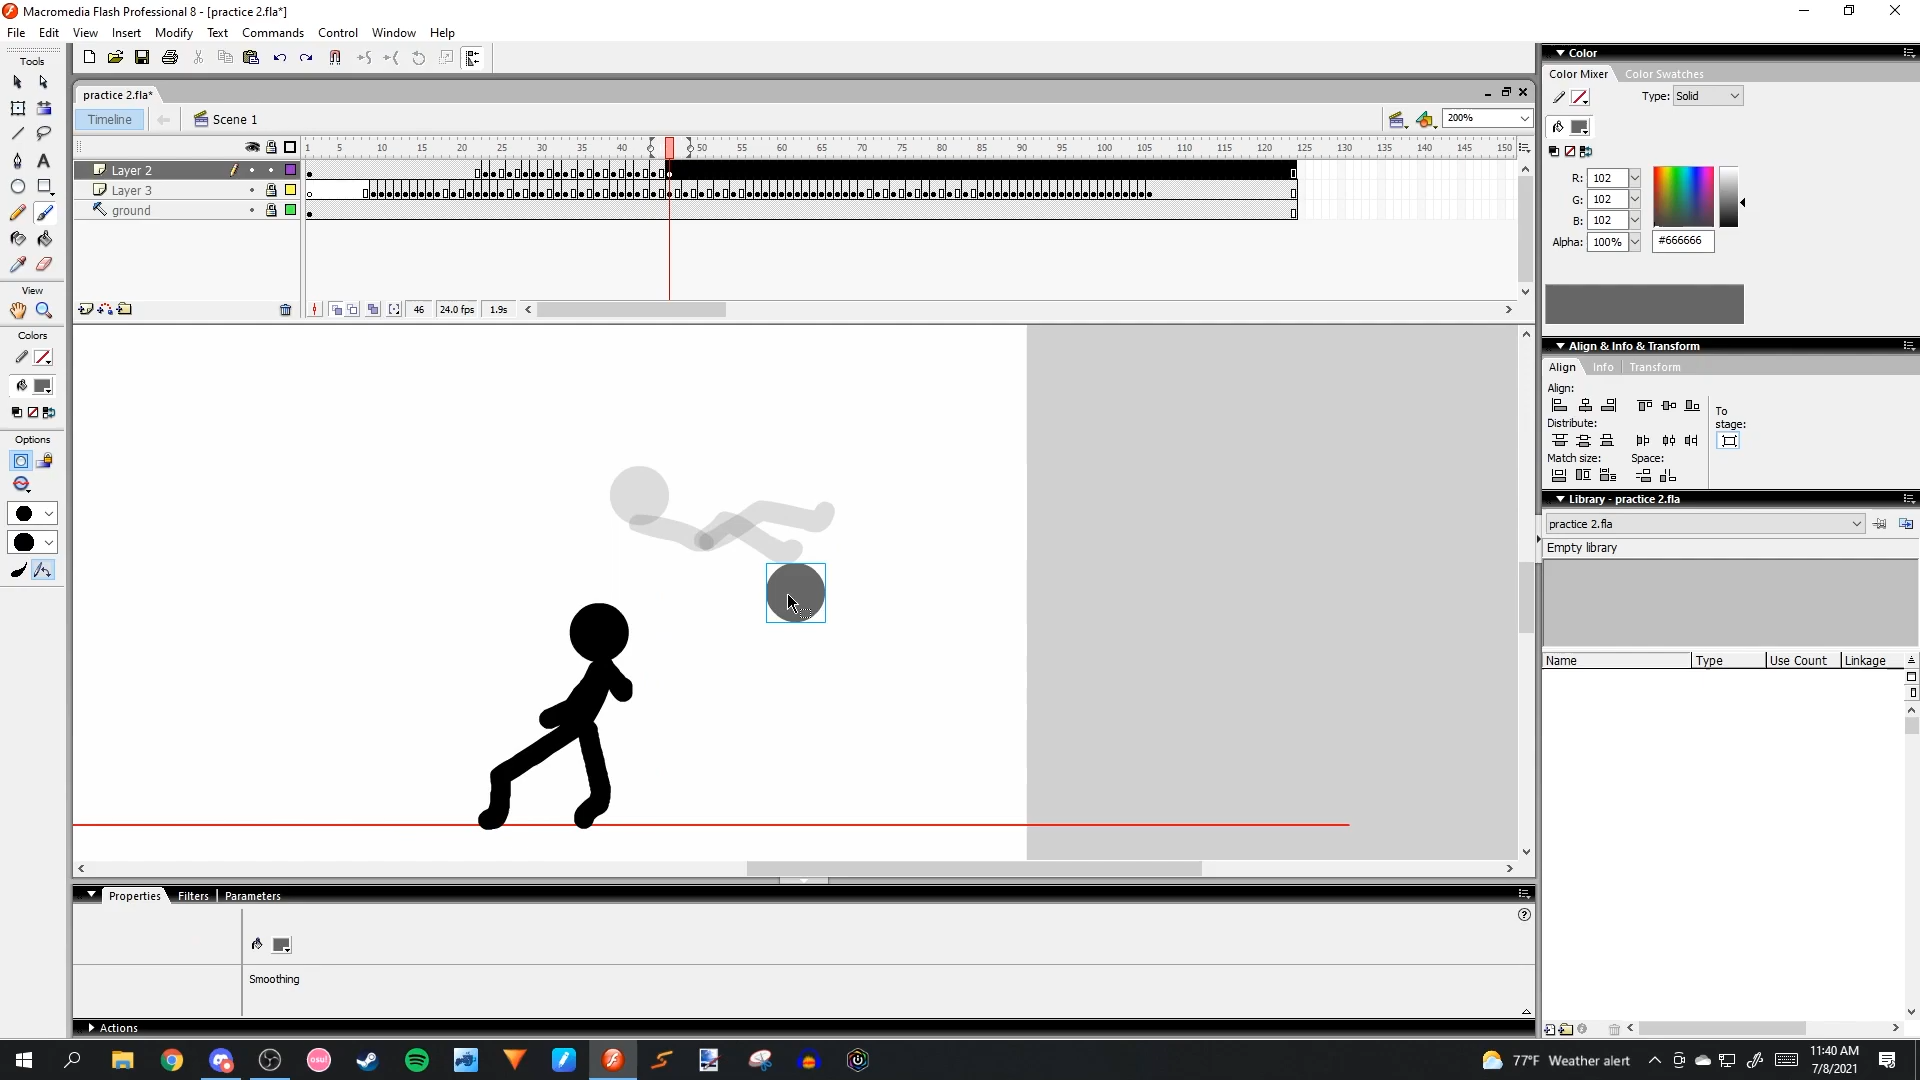 Macromedia Flash Professional 8 - [practice 2.fla*]
File Edit View Insert Modify Text Commands Control Window Help
Tools
practice 2.fla*
Timeline
Scene 1
200%
1 5 10 15 20 25 30 35 40 50 55 60 65 70 75 80 85 90 95 100 105 110 115 120 125 130 135 140 145 150
Layer 2
Layer 3
ground
46 24.0 fps 1.9s
View
Colors
Options
Color
Color Mixer Color Swatches
Type: Solid
R: 102
G: 102
B: 102
Alpha: 100% #666666
Align & Info & Transform
Align Info Transform
Align:
To stage:
Distribute:
Match size: Space:
Library - practice 2.fla
practice 2.fla
Empty library
Name Type Use Count Linkage
Properties Filters Parameters
Smoothing
Actions
osu!
77°F Weather alert
11:40 AM
7/8/2021